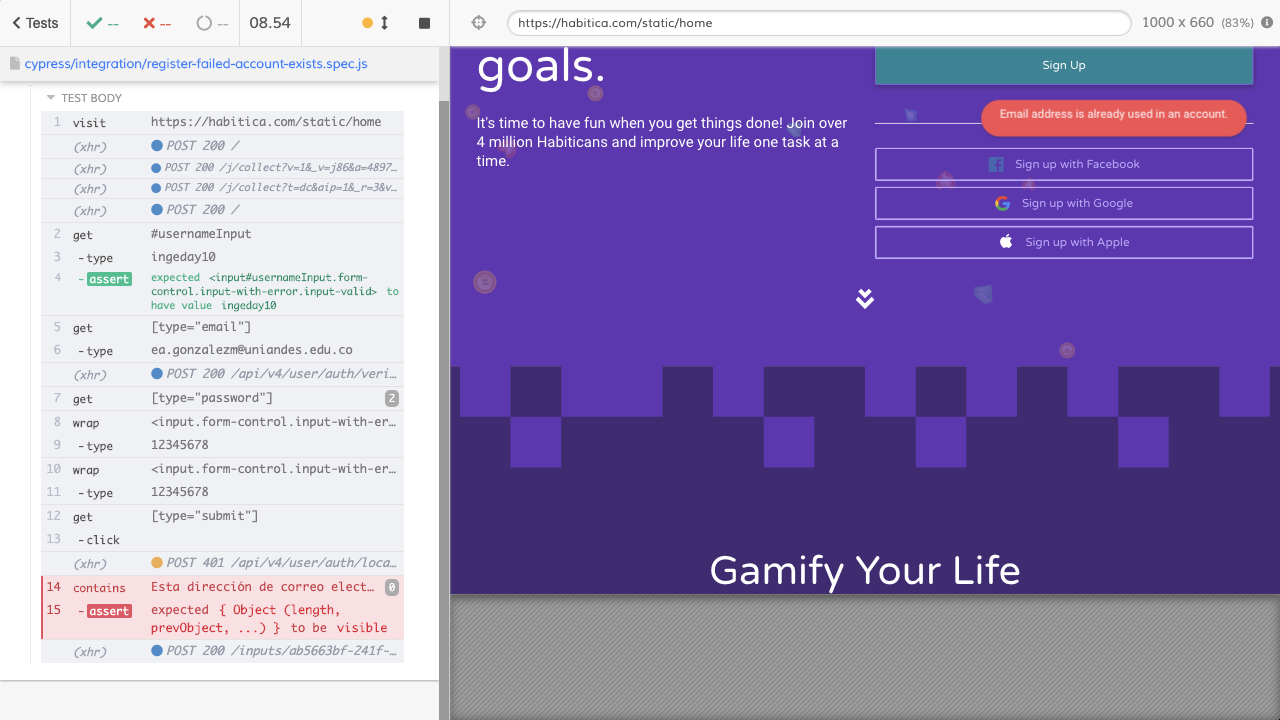 Tests
--
--
--
08.54
cypress/integration/register-failed-account-exists.spec.js
TEST BODY
1 visit https://habitica.com/static/home
(xhr) POST 200 /
(xhr) POST 200 /j/collect?v=1&_v=j86&a=4897…
(xhr) POST 200 /j/collect?t=dc&aip=1&_r=3&v…
(xhr) POST 200 /
2 get #usernameInput
3 -type ingeday10
4 -assert expected <input#usernameInput.form-
control.input-with-error.input-valid> to
have value ingeday10
5 get [type="email"]
6 -type ea.gonzalezm@uniandes.edu.co
(xhr) POST 200 /api/v4/user/auth/veri…
7 get [type="password"] 2
8 wrap <input.form-control.input-with-er…
9 -type 12345678
10 wrap <input.form-control.input-with-er…
11 -type 12345678
12 get [type="submit"]
13 -click
(xhr) POST 401 /api/v4/user/auth/loca…
14 contains Esta dirección de correo elect… 0
15 -assert expected { Object (length,
prevObject, ...) } to be visible
(xhr) POST 200 /inputs/ab5663bf-241f-…
https://habitica.com/static/home
1000 x 660 (83%)
goals.
It's time to have fun when you get things done! Join over
4 million Habiticans and improve your life one task at a
time.
Sign Up
Email address is already used in an account.
Sign up with Facebook
Sign up with Google
Sign up with Apple
Gamify Your Life